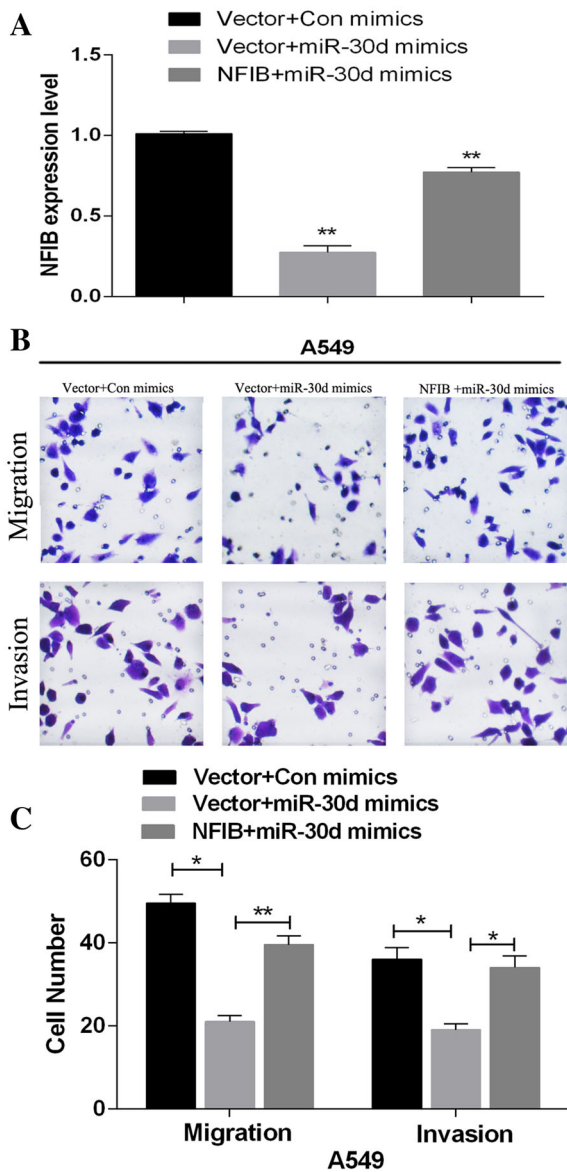 A
Vector+Con mimics
Vector+miR-30d mimics
NFIB+miR-30d mimics
NFIB expression level
1.5
1.0
0.5
0.0
**
**
B
A549
Vector+Con mimics Vector+miR-30d mimics NFIB +miR-30d mimics
Migration
Invasion
Vector+Con mimics
Vector+miR-30d mimics
NFIB+miR-30d mimics
C
Cell Number
60
40
20
0
*
**
*
*
Migration Invasion
A549